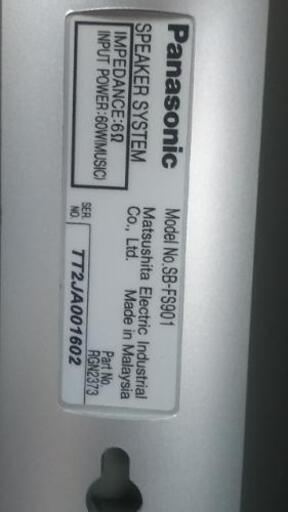 Panasonic
SPEAKER SYSTEM
IMPEDANCE:6Ω
INPUT POWER:60W(MUSIC)
Model No.SB-FS901
Matsushita Electric Industrial
Co., Ltd. Made in Malaysia
SER. NO. TT2JA001602
Part No.
RGN2373